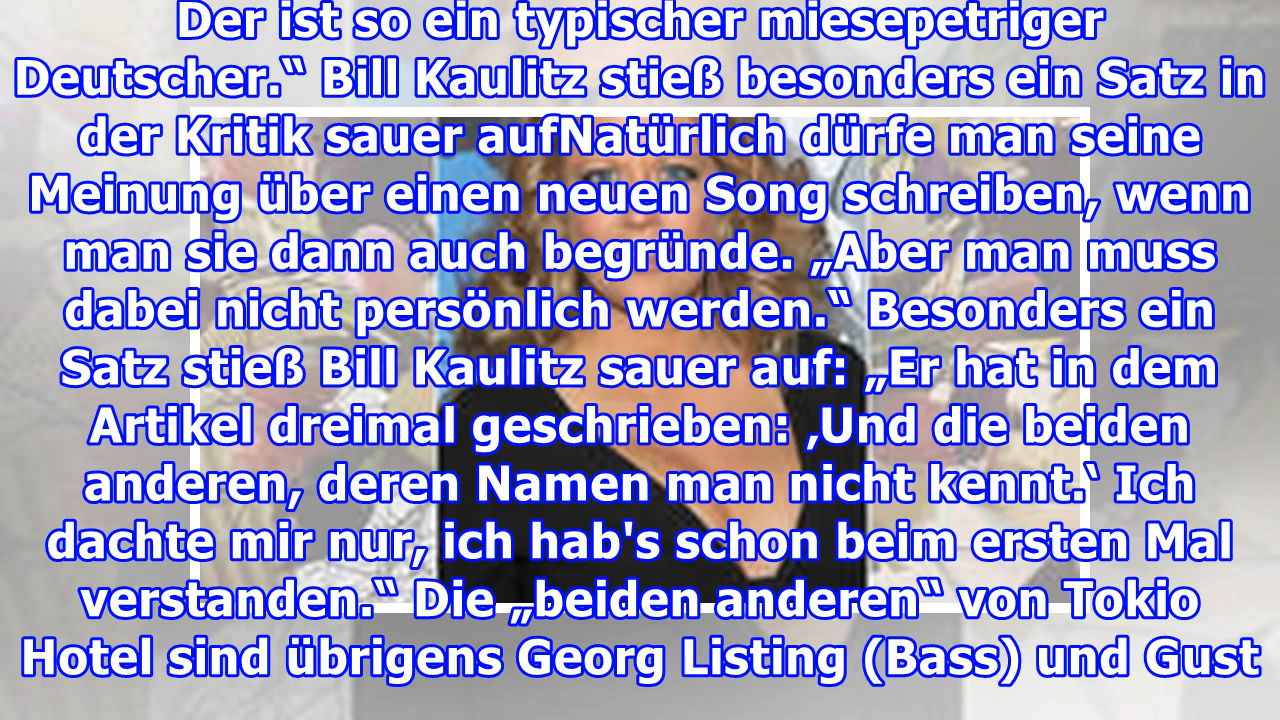 Der ist so ein typischer miesepetriger
Deutscher.“ Bill Kaulitz stieß besonders ein Satz in
der Kritik sauer aufNatürlich dürfe man seine
Meinung über einen neuen Song schreiben, wenn
man sie dann auch begründe. „Aber man muss
dabei nicht persönlich werden.“ Besonders ein
Satz stieß Bill Kaulitz sauer auf: „Er hat in dem
Artikel dreimal geschrieben: ‚Und die beiden
anderen, deren Namen man nicht kennt.‘ Ich
dachte mir nur, ich hab's schon beim ersten Mal
verstanden.“ Die „beiden anderen“ von Tokio
Hotel sind übrigens Georg Listing (Bass) und Gust